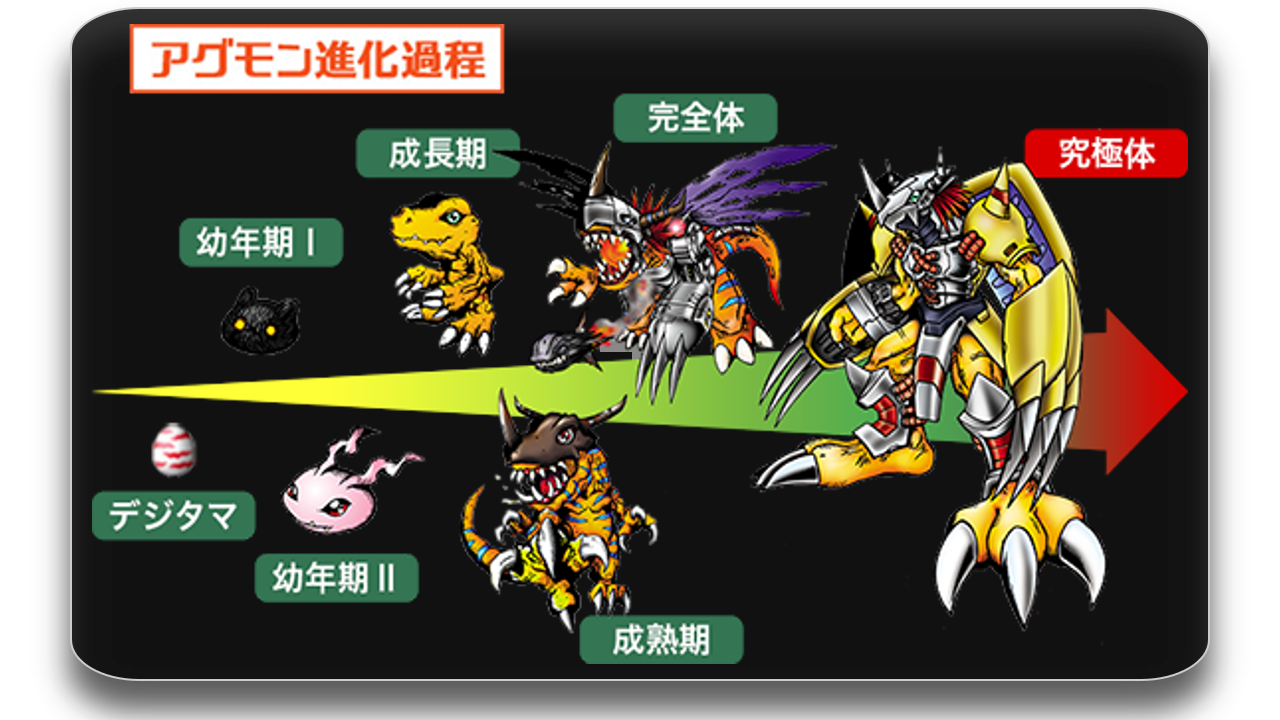 アグモン進化過程
完全体
成長期
究極体
幼年期Ⅰ
デジタマ
幼年期Ⅱ
成熟期